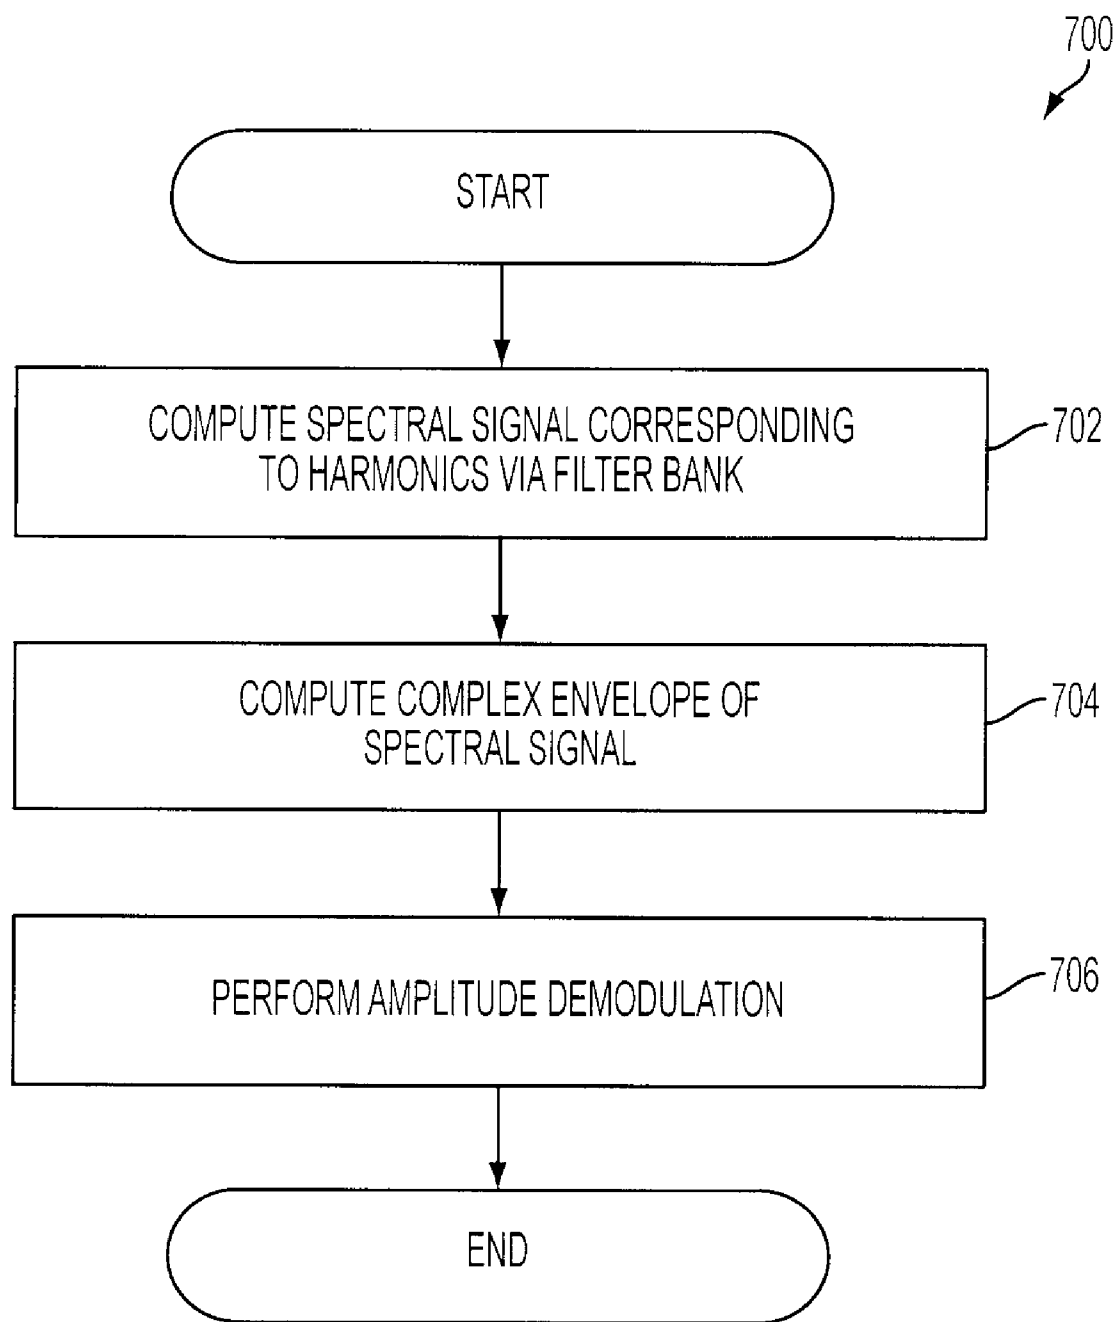 700
START
COMPUTE SPECTRAL SIGNAL CORRESPONDING
TO HARMONICS VIA FILTER BANK
702
COMPUTE COMPLEX ENVELOPE OF
SPECTRAL SIGNAL
704
PERFORM AMPLITUDE DEMODULATION
706
END